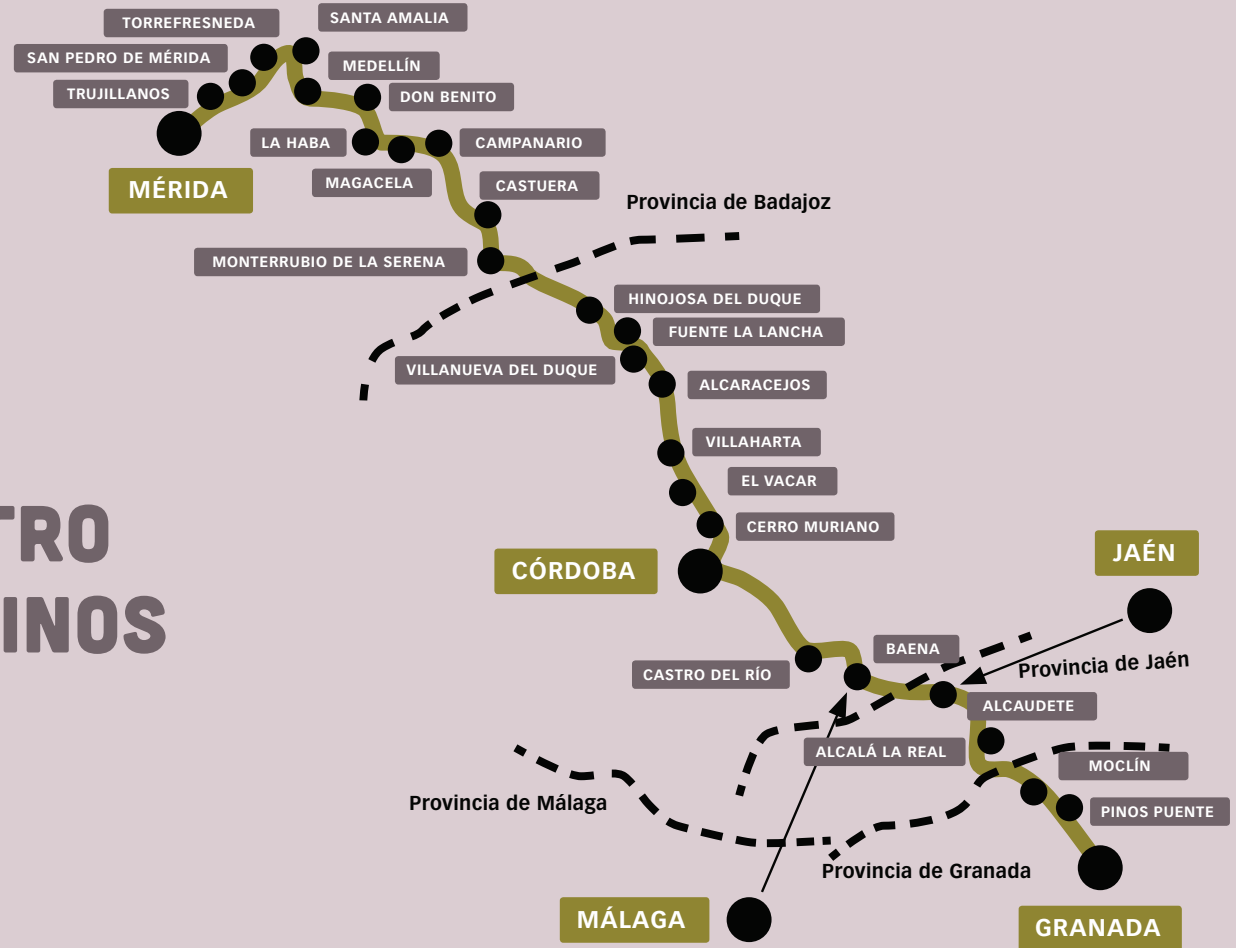 SANTA AMALIA
TORREFRESNEDA
SAN PEDRO DE MÉRIDA
MEDELLÍN
TRUJILLANOS
DON BENITO
LA HABA
CAMPANARIO
MAGACELA
CASTUERA
MÉRIDA
Provincia de Badajoz
MONTERRUBIO DE LA SERENA
HINOJOSA DEL DUQUE
FUENTE LA LANCHA
VILLANUEVA DEL DUQUE
ALCARACEJOS
VILLAHARTA
EL VACAR
CERRO MURIANO
TRO
INOS
CÓRDOBA
JAÉN
BAENA
Provincia de Jaén
CASTRO DEL RÍO
ALCAUDETE
ALCALÁ LA REAL
MOCLÍN
Provincia de Málaga
PINOS PUENTE
Provincia de Granada
MÁLAGA
GRANADA